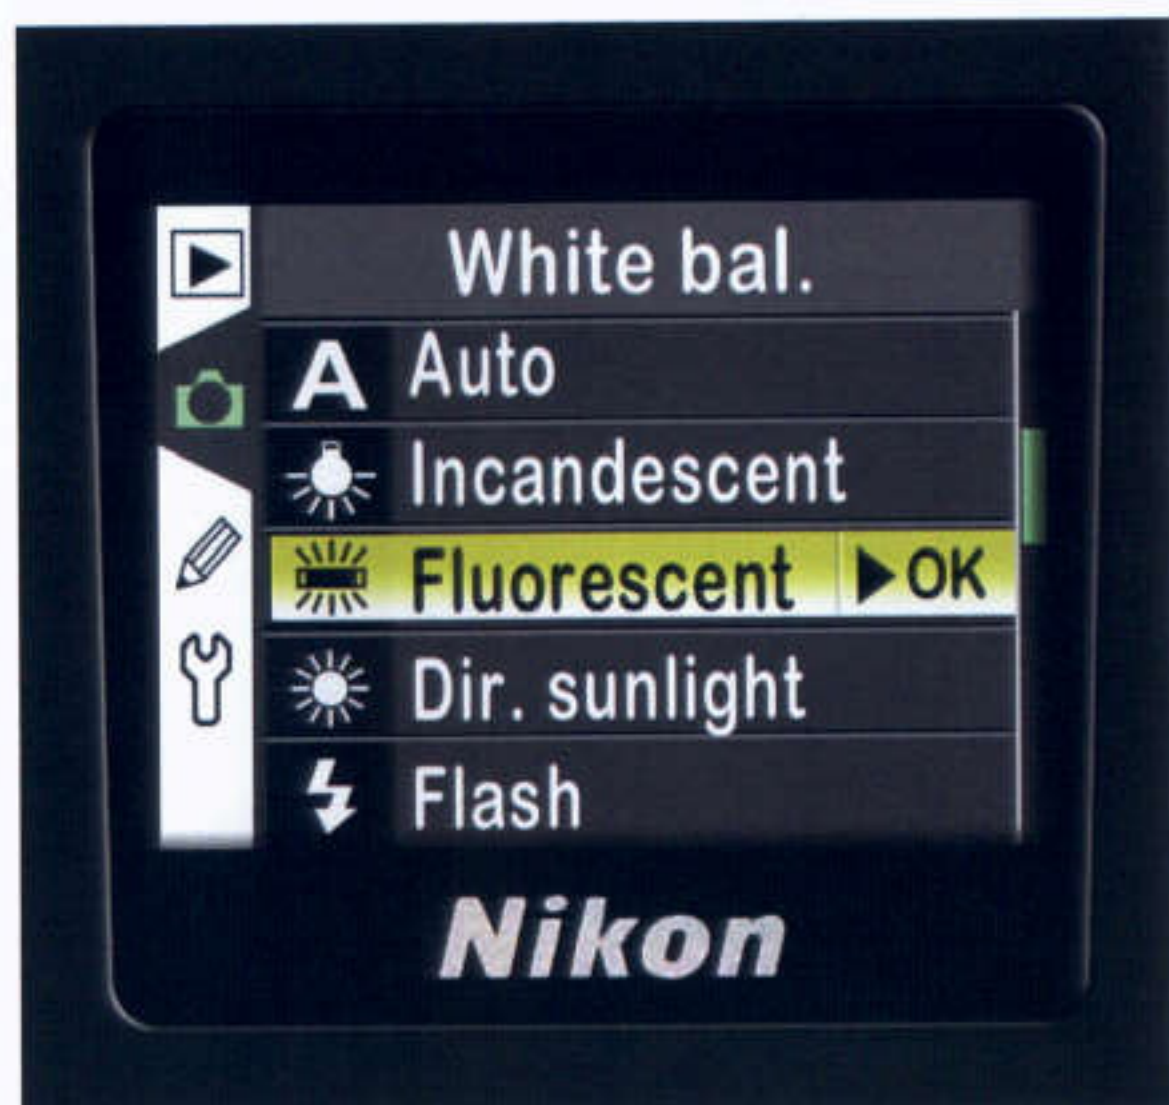 White bal.
A Auto
Incandescent
Fluorescent OK
Dir. sunlight
Flash
Nikon